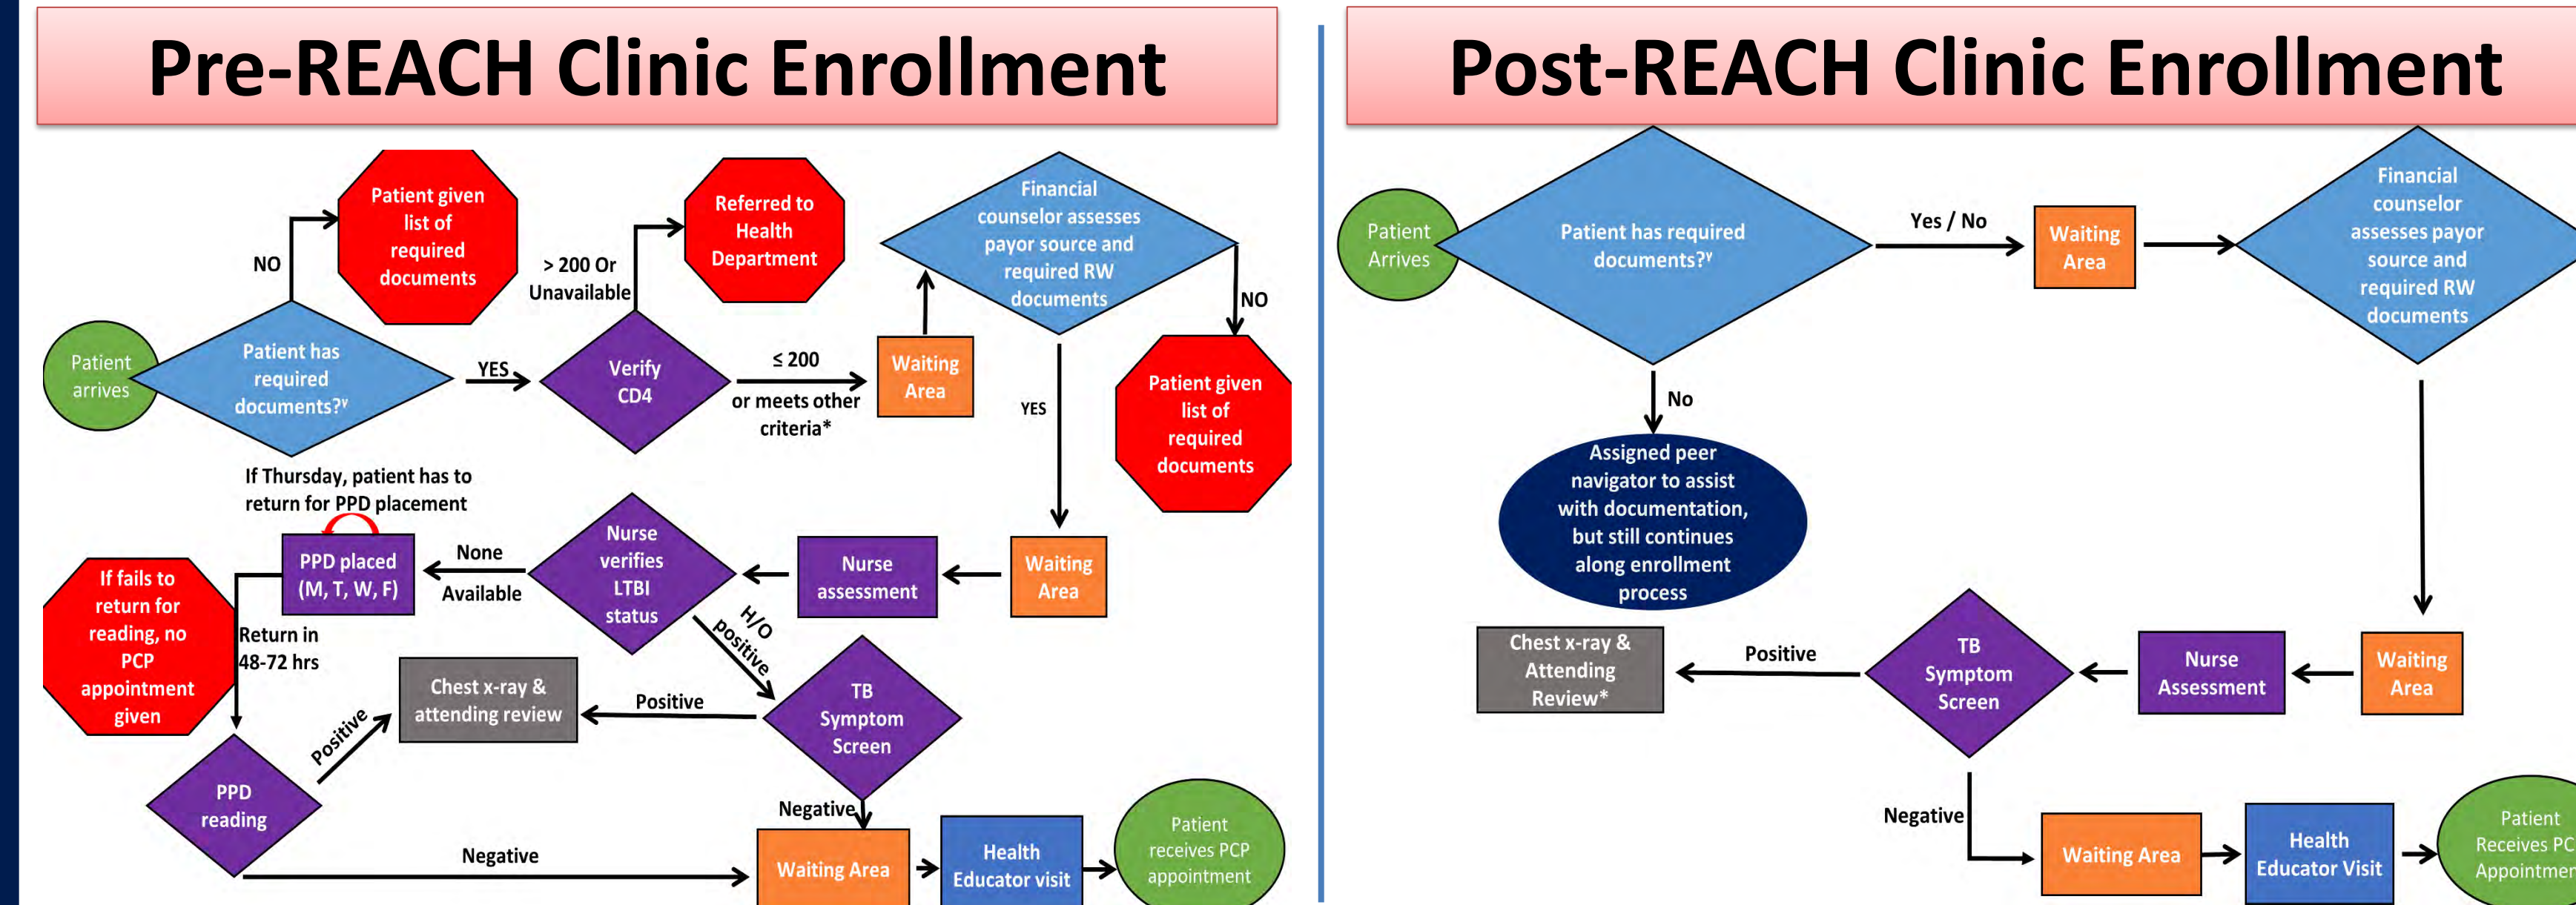 Pre-REACH Clinic Enrollment
Patient given
list of
required
documents
NO
Patient
arrives
Patient has
required
documents?ᵞ
YES
Referred to
Health
Department
> 200 Or
Unavailable
Verify
CD4
≤ 200
or meets other
criteria*
Waiting
Area
Financial
counselor assesses
payor source and
required RW
documents
NO
Patient given
list of
required
documents
YES
Waiting
Area
Nurse
assessment
Nurse
verifies
LTBI
status
None
Available
If Thursday, patient has to
return for PPD placement
PPD placed
(M, T, W, F)
If fails to
return for
reading, no
PCP
appointment
given
Return in
48-72 hrs
PPD
reading
Positive
Chest x-ray &
attending review
Positive
H/O
positive
TB
Symptom
Screen
Negative
Negative
Waiting Area
Health
Educator visit
Patient
receives PCP
appointment
Post-REACH Clinic Enrollment
Patient
Arrives
Patient has required
documents?ᵞ
Yes / No
Waiting
Area
Financial
counselor
assesses payor
source and
required RW
documents
No
Assigned peer
navigator to assist
with documentation,
but still continues
along enrollment
process
Waiting
Area
Nurse
Assessment
TB
Symptom
Screen
Positive
Chest x-ray &
Attending
Review*
Negative
Waiting Area
Health
Educator Visit
Patient
Receives PC
Appointmen